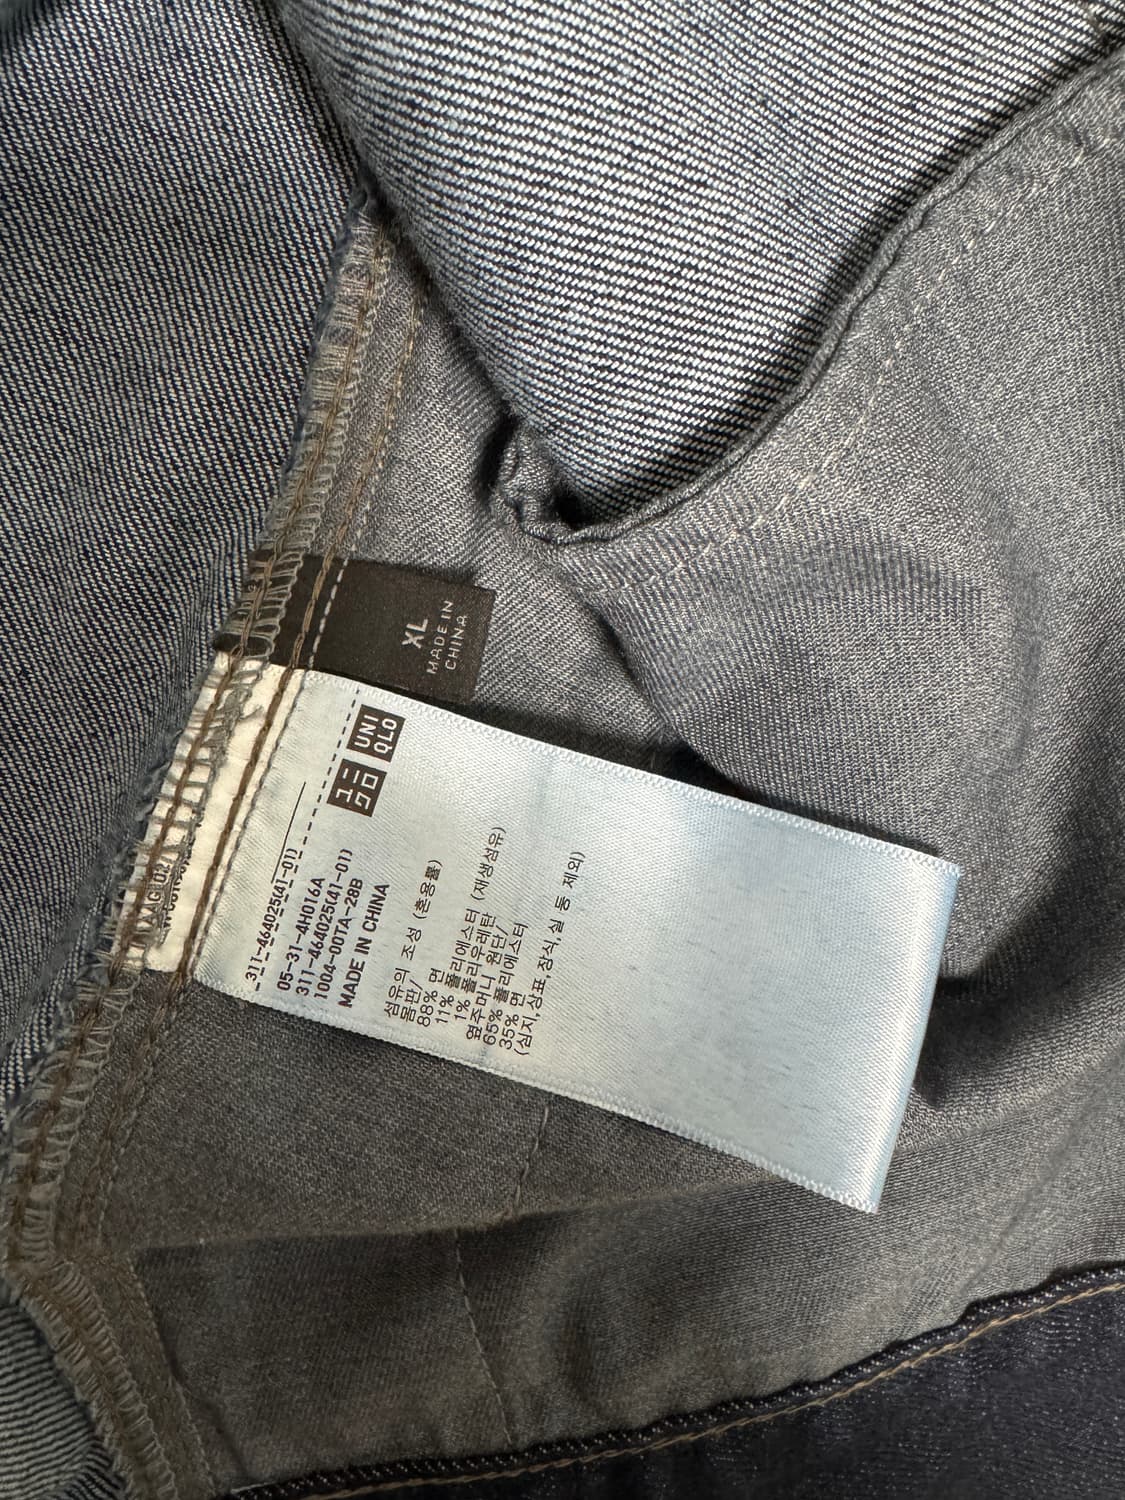 XL
MADE IN
CHINA
UNI
QLO
ユニ
クロ
311-464025(41-01)
05-31-4H016A
311-464025(41-01)
1004-00TA-28B
MADE IN CHINA
섬유의 조성 (혼용률)
몸판/
88% 면
11% 폴리에스터 (재생섬유)
1% 폴리우레탄
옆주머니 원단/
65% 폴리에스터
35% 면
(심지,상표,장식,실 등 제외)